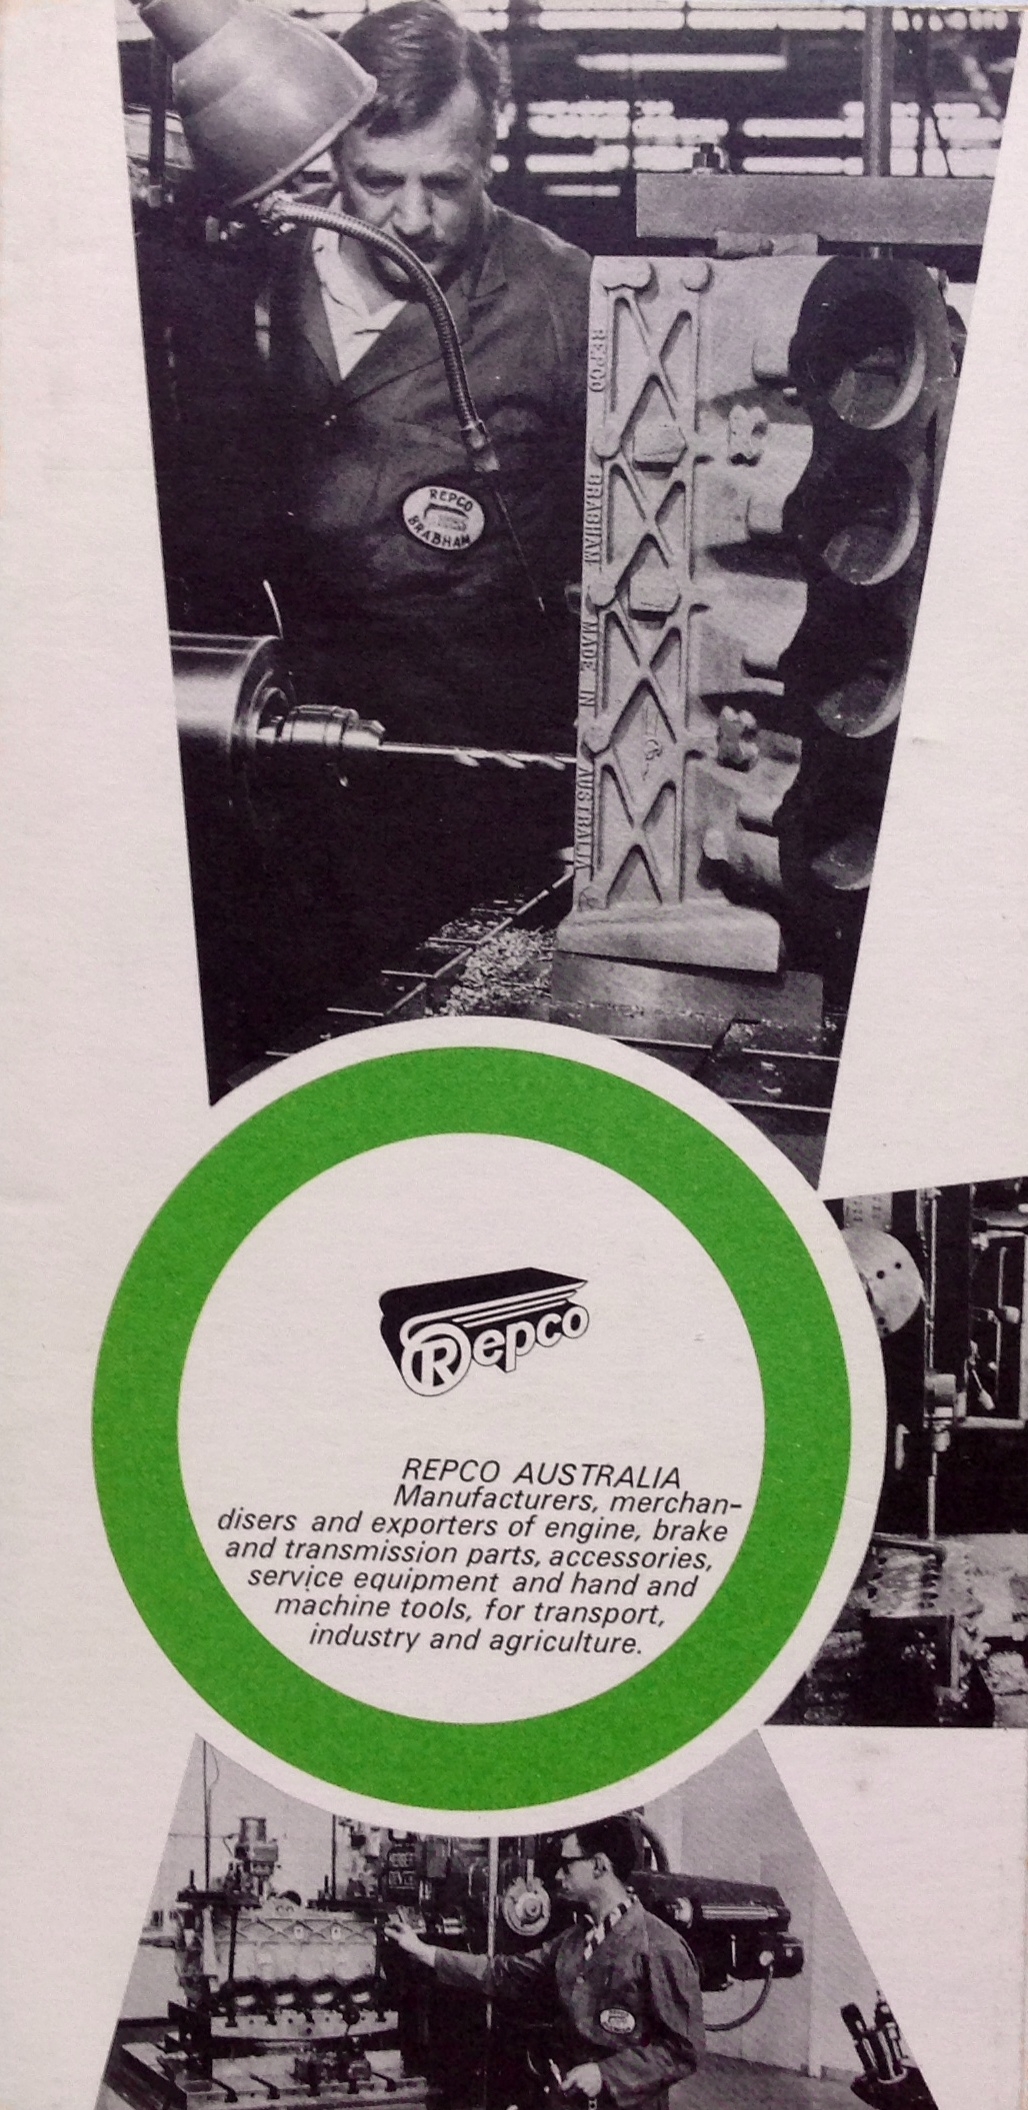 REPCO
BRABHAM
REPCO BRABHAM MADE IN AUSTRALIA
Repco
REPCO AUSTRALIA
Manufacturers, merchan-
disers and exporters of engine, brake
and transmission parts, accessories,
service equipment and hand and
machine tools, for transport,
industry and agriculture.